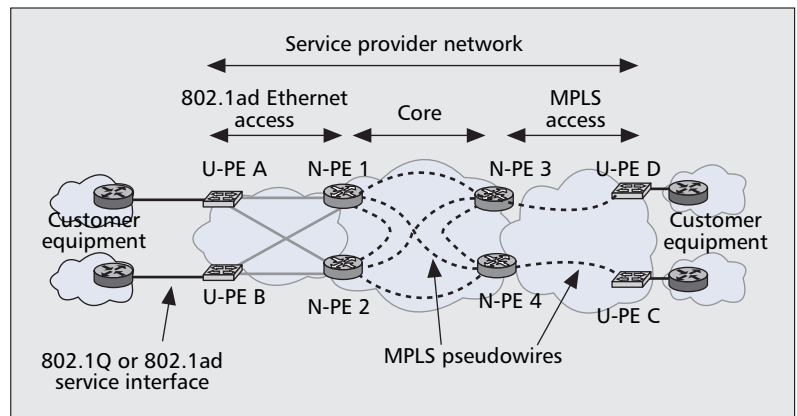 Service provider network
802.1ad Ethernet
access
Core
MPLS
access
U-PE A
N-PE 1
N-PE 3
U-PE D
Customer
equipment
Customer
equipment
U-PE B
N-PE 2
N-PE 4
U-PE C
802.1Q or 802.1ad
service interface
MPLS pseudowires